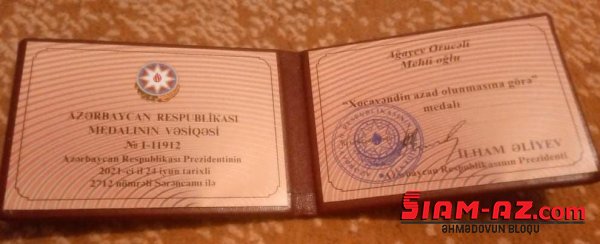 AZƏRBAYCAN RESPUBLİKASI
MEDALININ VƏSİQƏSİ
№ I-11912
Azərbaycan Respublikası Prezidentinin
2021-ci il 24 iyun tarixli
2712 nömrəli Sərəncamı ilə
Ağayev Orucəli
Mehti oğlu
"Xocavəndin azad olunmasına görə"
medalı
İLHAM ƏLİYEV
Azərbaycan Respublikasının Prezidenti
SIAM-AZ.com
ƏHMƏDOVUN BLOQU